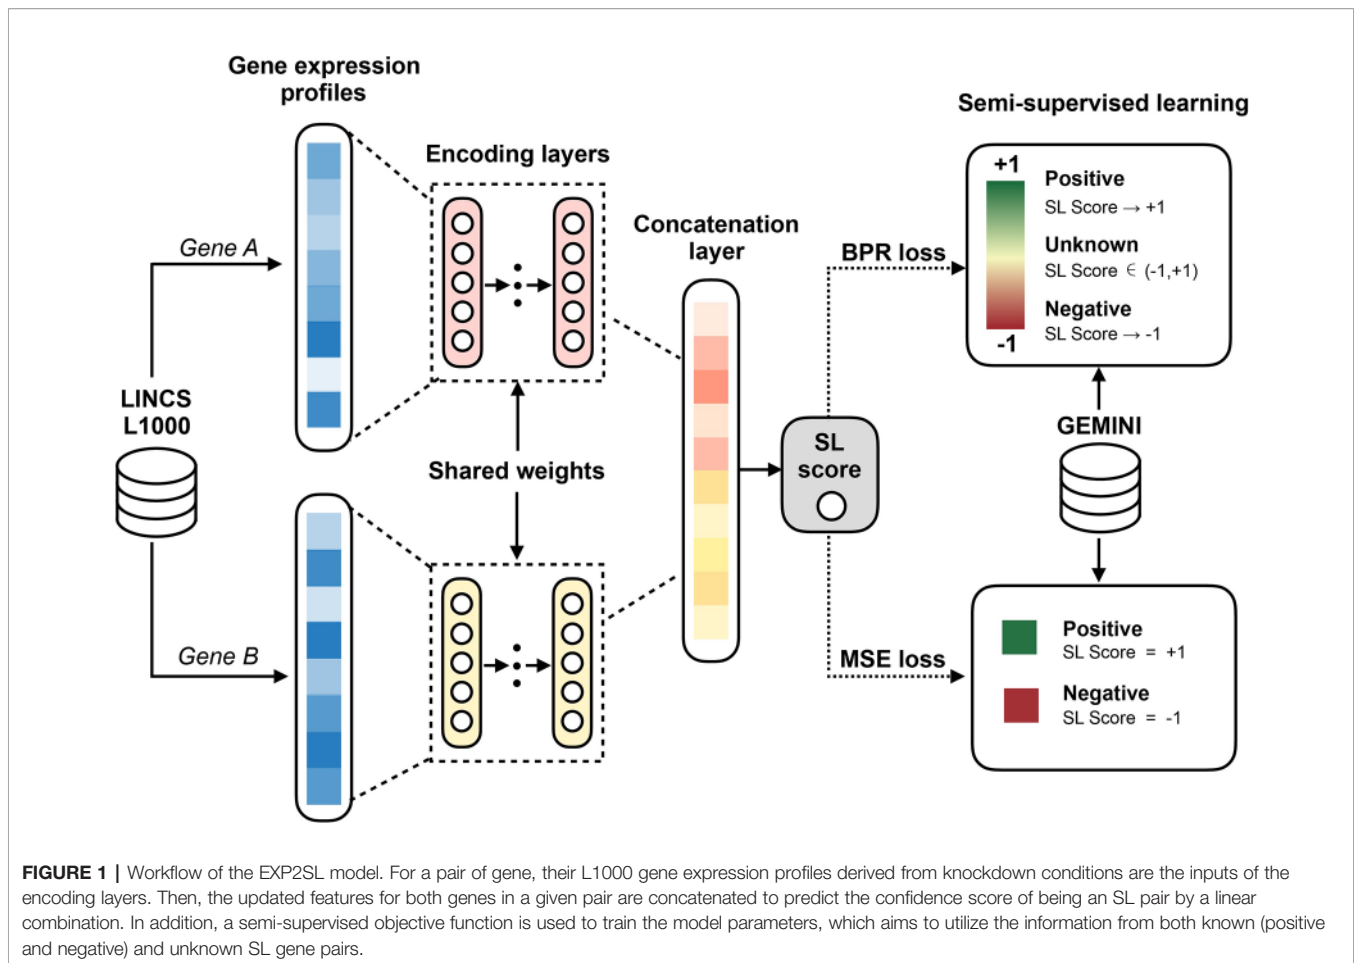 Gene expression
profiles
Encoding layers
Gene A
LINCS
L1000
Shared weights
Gene B
Concatenation
layer
SL
score
BPR loss
MSE loss
Semi-supervised learning
+1
Positive
SL Score → +1
Unknown
SL Score ∈ (-1,+1)
Negative
SL Score → -1
-1
GEMINI
Positive
SL Score = +1
Negative
SL Score = -1
FIGURE 1 | Workflow of the EXP2SL model. For a pair of gene, their L1000 gene expression profiles derived from knockdown conditions are the inputs of the
encoding layers. Then, the updated features for both genes in a given pair are concatenated to predict the confidence score of being an SL pair by a linear
combination. In addition, a semi-supervised objective function is used to train the model parameters, which aims to utilize the information from both known (positive
and negative) and unknown SL gene pairs.